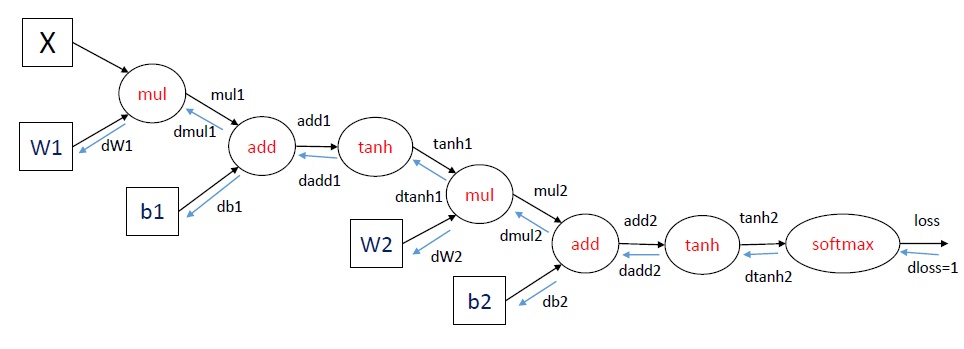 X
mul
mul1
dmul1
W1
dW1
add
add1
dadd1
tanh
tanh1
dtanh1
b1
db1
mul
mul2
dmul2
W2
dW2
add
add2
dadd2
tanh
tanh2
dtanh2
softmax
loss
dloss=1
b2
db2